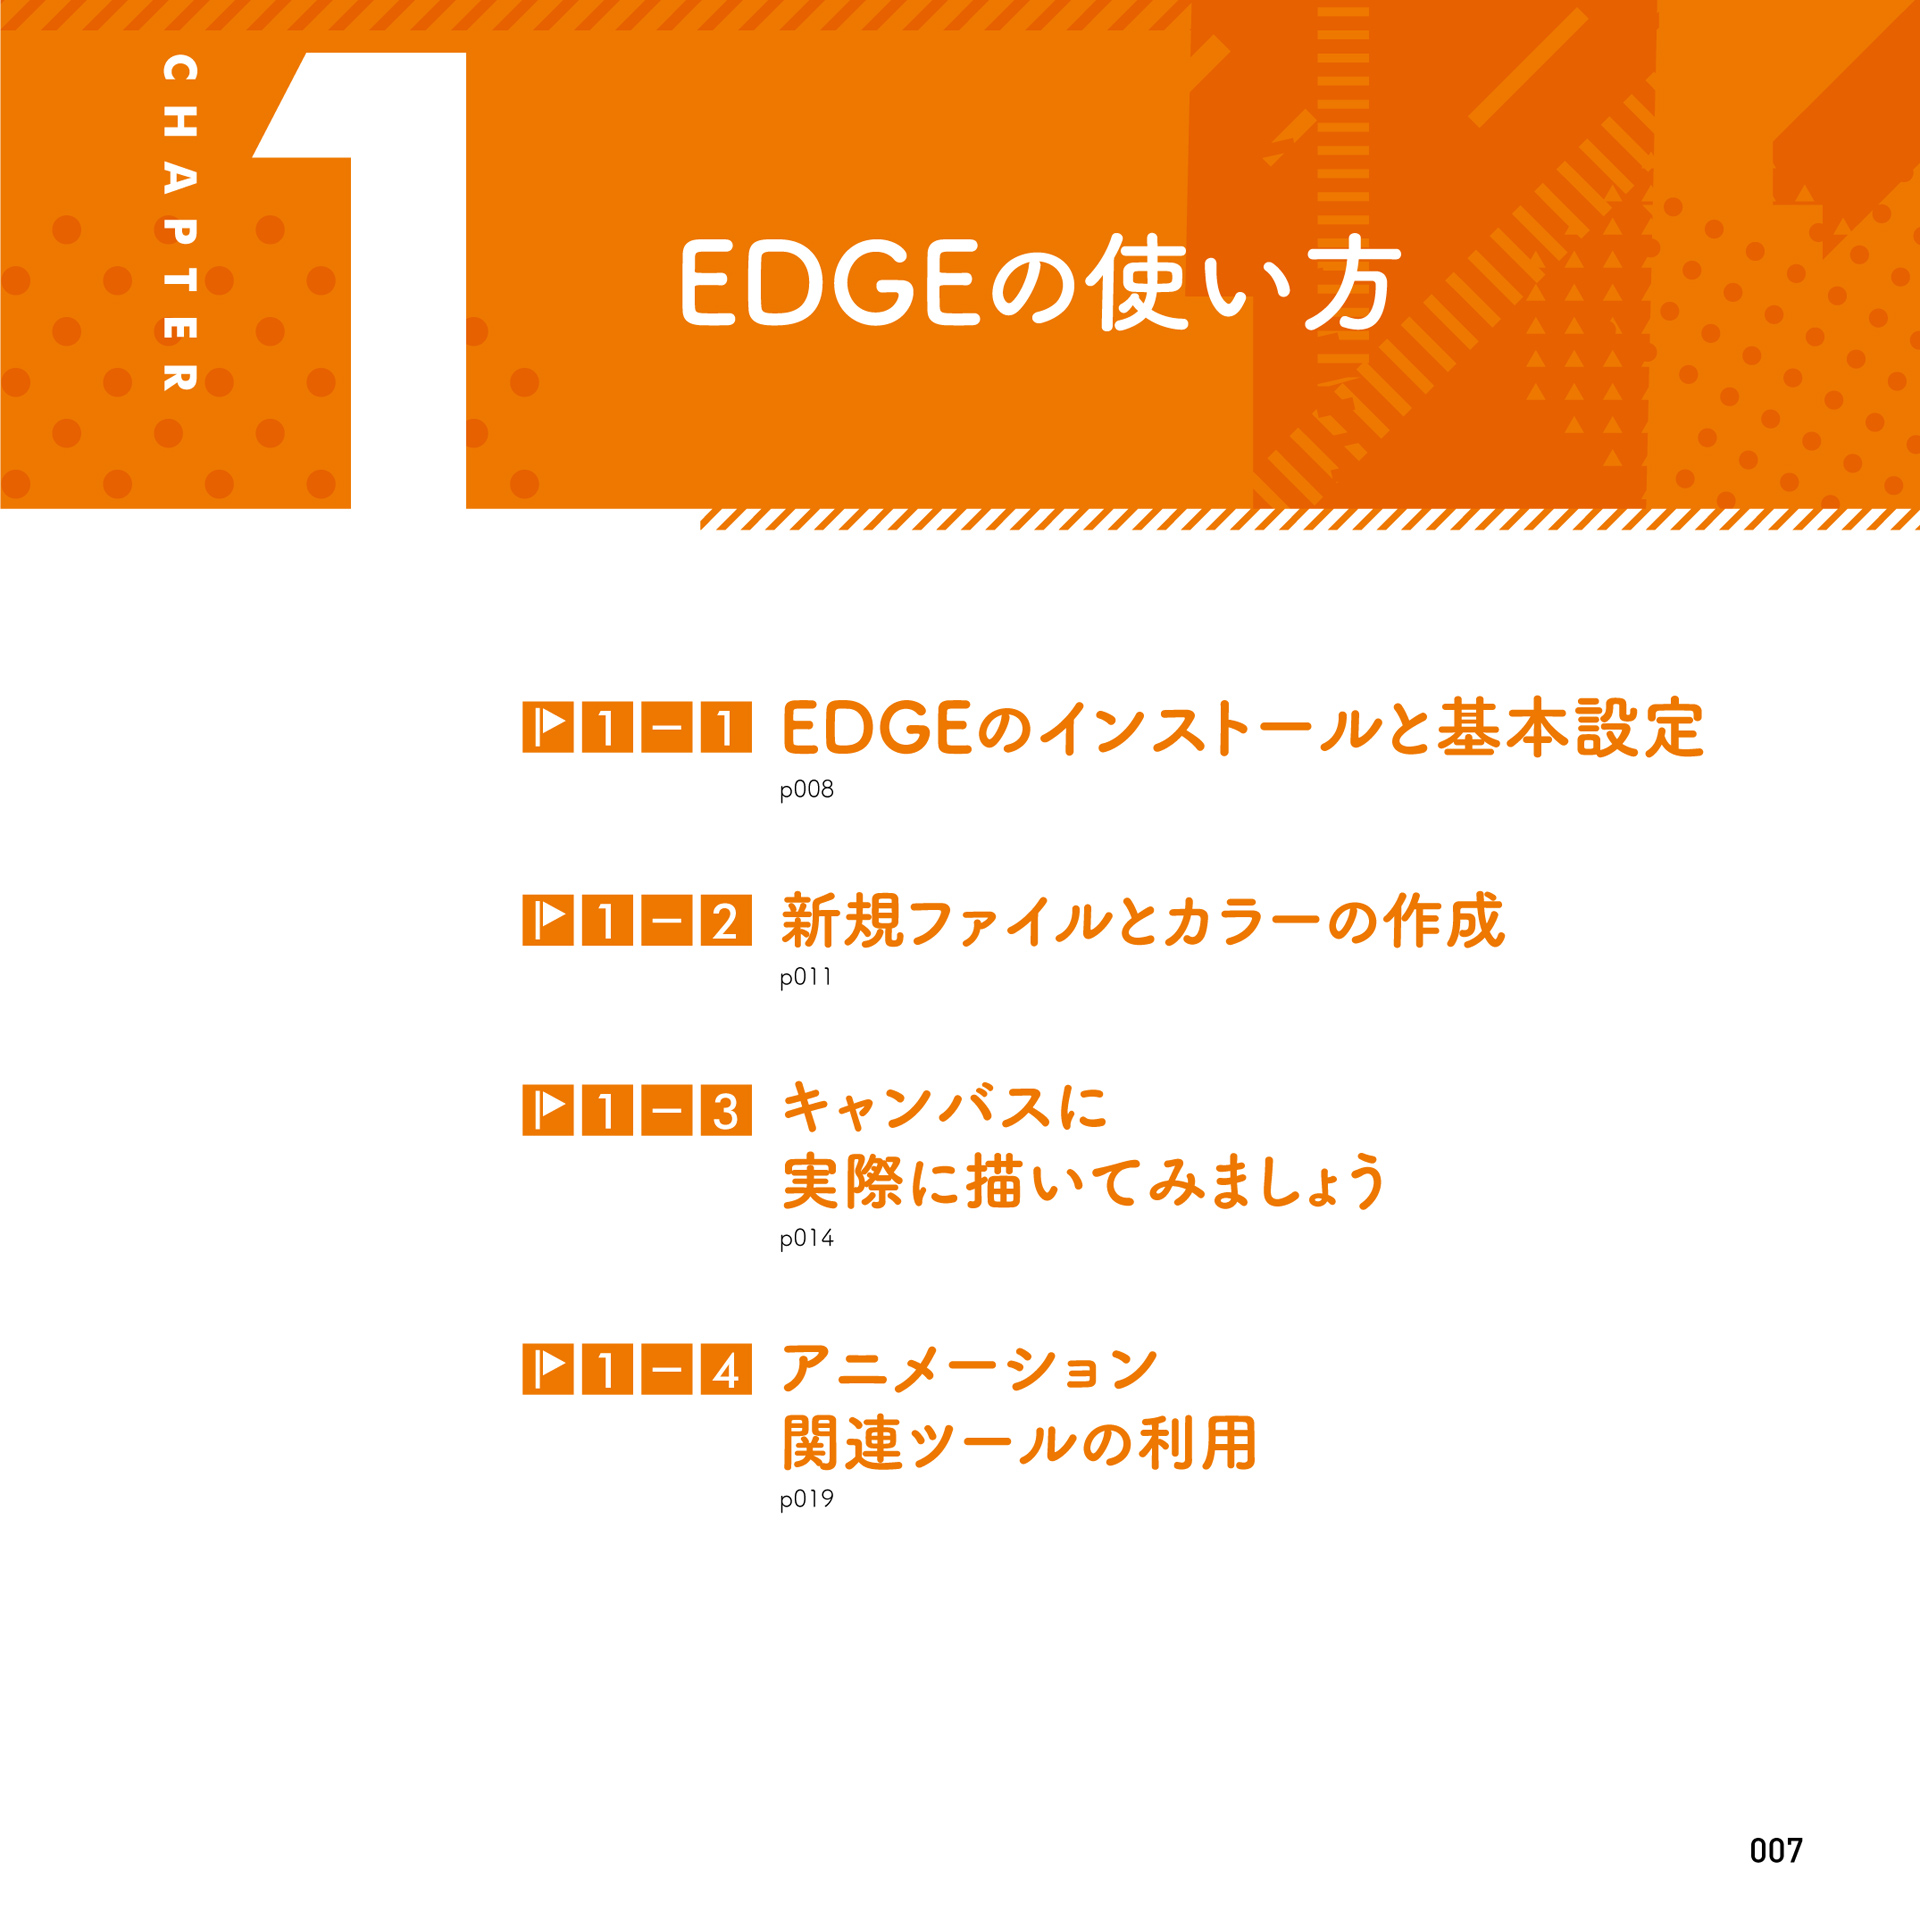 CHAPTER
1
EDGEの使い方
1-1 EDGEのインストールと基本設定
p008
1-2 新規ファイルとカラーの作成
p011
1-3 キャンバスに
実際に描いてみましょう
p014
1-4 アニメーション
関連ツールの利用
p019
007